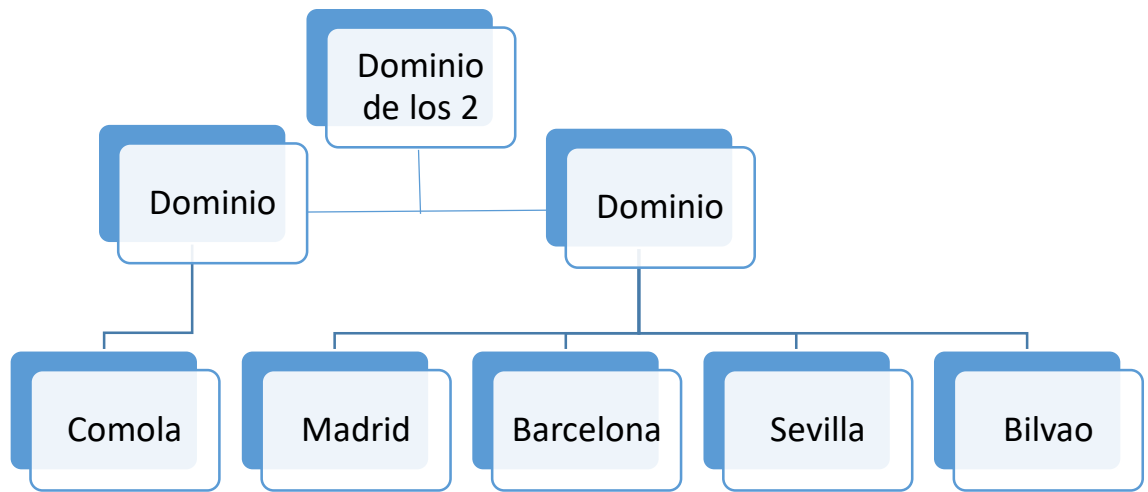 Dominio
de los 2
Dominio
Dominio
Comola
Madrid
Barcelona
Sevilla
Bilvao